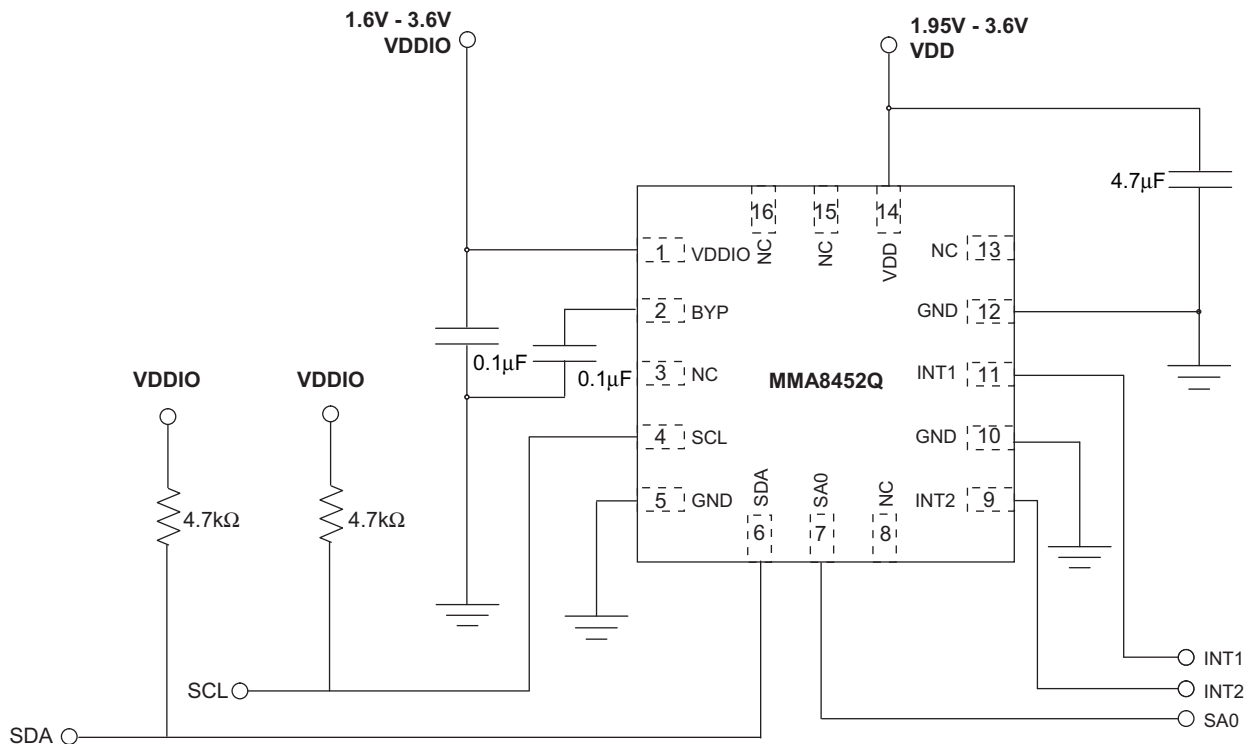 1.6V - 3.6V
VDDIO
1.95V - 3.6V
VDD
4.7μF
16
NC
15
NC
14
VDD
1 VDDIO
NC 13
2 BYP
GND 12
0.1μF
0.1μF
3 NC
MMA8452Q
INT1 11
VDDIO
VDDIO
4 SCL
GND 10
5 GND
SDA
6
SA0
7
NC
8
INT2 9
4.7kΩ
4.7kΩ
INT1
SCL
INT2
SA0
SDA